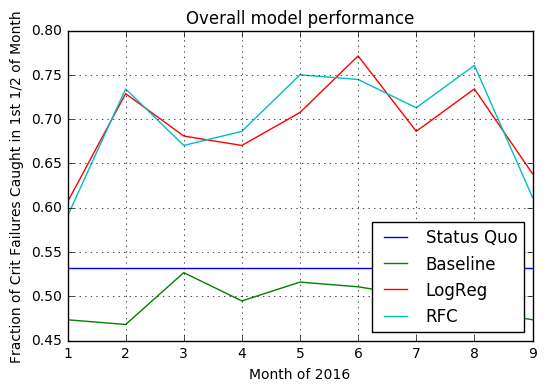 Overall model performance
Fraction of Crit Failures Caught in 1st 1/2 of Month
0.80
0.75
0.70
0.65
0.60
0.55
0.50
0.45
1 2 3 4 5 6 7 8 9
Month of 2016
Status Quo
Baseline
LogReg
RFC